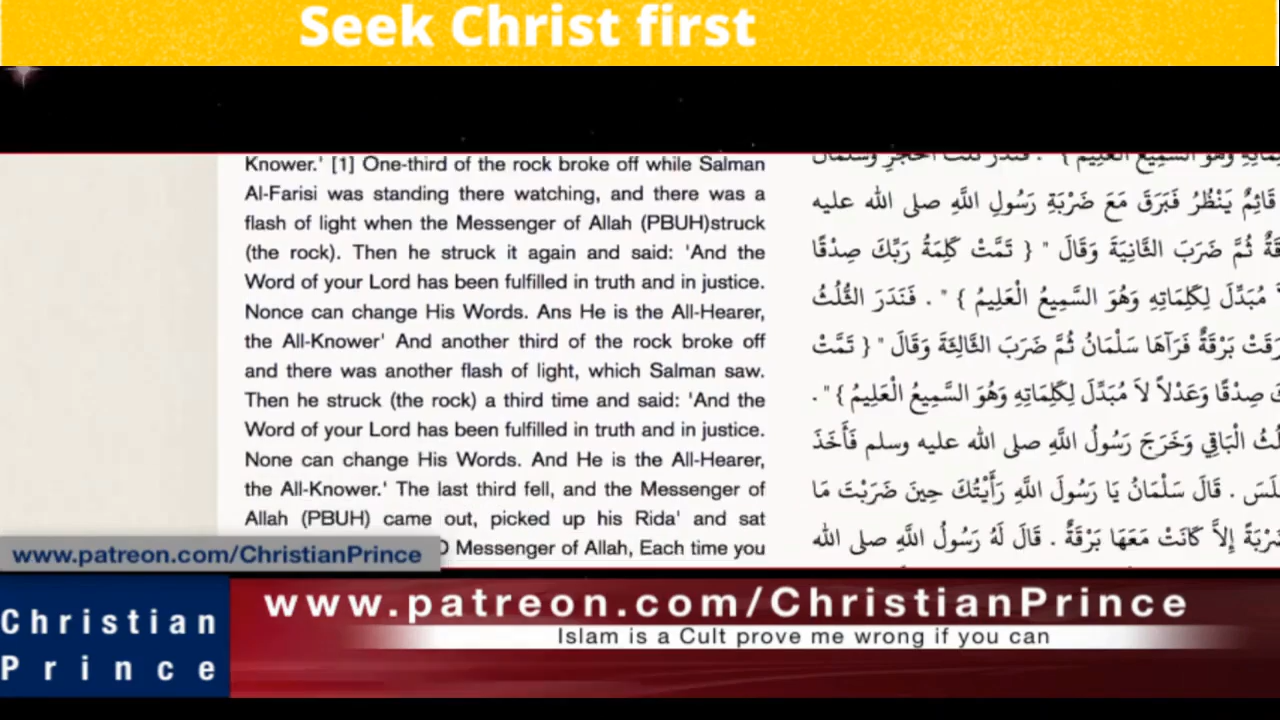 Seek Christ first
Knower.' [1] One-third of the rock broke off while Salman
Al-Farisi was standing there watching, and there was a
flash of light when the Messenger of Allah (PBUH)struck
(the rock). Then he struck it again and said: 'And the
Word of your Lord has been fulfilled in truth and in justice.
Nonce can change His Words. Ans He is the All-Hearer,
the All-Knower' And another third of the rock broke off
and there was another flash of light, which Salman saw.
Then he struck (the rock) a third time and said: 'And the
Word of your Lord has been fulfilled in truth and in justice.
None can change His Words. And He is the All-Hearer,
the All-Knower.' The last third fell, and the Messenger of
Allah (PBUH) came out, picked up his Rida' and sat
Messenger of Allah, Each time you
وَهُوَ السَّمِيعُ الْعَلِيمُ } " . فَنَدَرَ ثُلُثُ الْحَجَرِ وَسَلْمَانُ
قَائِمٌ يَنْظُرُ فَبَرَقَ مَعَ ضَرْبَةِ رَسُولِ اللَّهِ صلى الله عليه
ثُمَّ ضَرَبَ الثَّانِيَةَ وَقَالَ " { تَمَّتْ كَلِمَةُ رَبِّكَ صِدْقًا
مُبَدِّلَ لِكَلِمَاتِهِ وَهُوَ السَّمِيعُ الْعَلِيمُ } " . فَنَدَرَ الثُّلُثُ
بَرْقَةٌ فَرَآهَا سَلْمَانُ ثُمَّ ضَرَبَ الثَّالِثَةَ وَقَالَ " { تَمَّتْ
صِدْقًا وَعَدْلاً لاَ مُبَدِّلَ لِكَلِمَاتِهِ وَهُوَ السَّمِيعُ الْعَلِيمُ } " .
الْبَاقِي وَخَرَجَ رَسُولُ اللَّهِ صلى الله عليه وسلم فَأَخَذَ
. قَالَ سَلْمَانُ يَا رَسُولَ اللَّهِ رَأَيْتُكَ حِينَ ضَرَبْتَ مَا
إِلاَّ كَانَتْ مَعَهَا بَرْقَةٌ . قَالَ لَهُ رَسُولُ اللَّهِ صلى الله
www.patreon.com/ChristianPrince
Christian
Prince
www.patreon.com/ChristianPrince
Islam is a Cult prove me wrong if you can